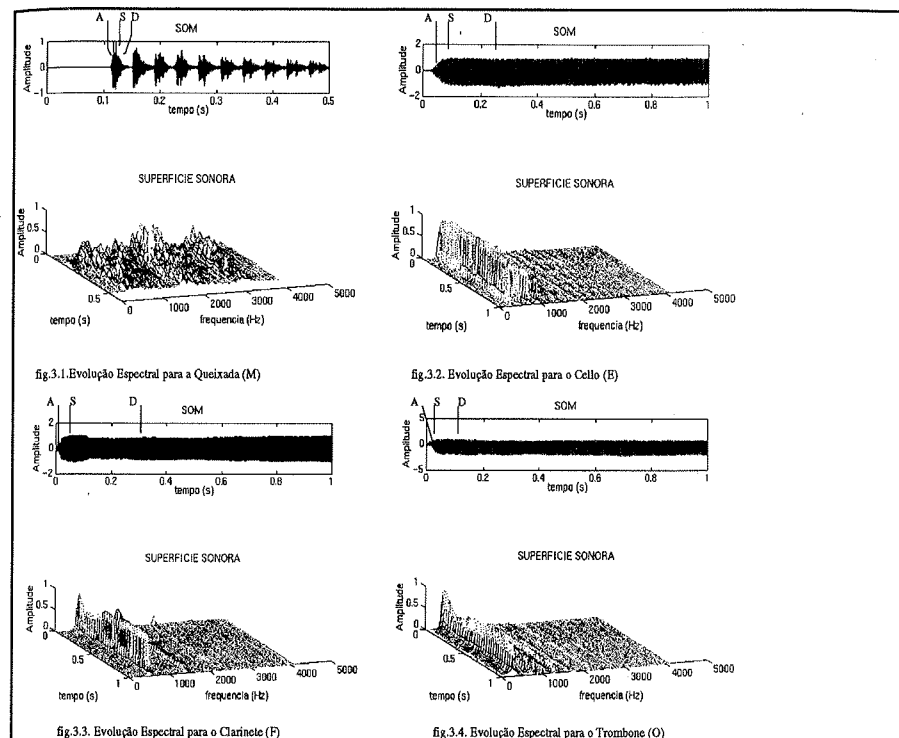 A S D
SOM
Amplitude
1
0
-1
0 0.1 0.2 0.3 0.4 0.5
tempo (s)
SUPERFICIE SONORA
Amplitude
1
0.5
0
0.5
0 1000 2000 3000 4000 5000
tempo (s)
frequencia (Hz)
fig.3.1.Evolução Espectral para a Queixada (M)
A S D
SOM
Amplitude
2
0
-2
0 0.2 0.4 0.6 0.8 1
tempo (s)
SUPERFICIE SONORA
Amplitude
1
0.5
0
0
0.5
1
0 1000 2000 3000 4000 5000
tempo (s)
frequencia (Hz)
fig.3.2. Evolução Espectral para o Cello (E)
A S D
SOM
Amplitude
2
0
-2
0 0.2 0.4 0.6 0.8 1
tempo (s)
SUPERFICIE SONORA
Amplitude
1
0.5
0
0
0.5
1
0 1000 2000 3000 4000 5000
tempo (s)
frequencia (Hz)
fig.3.3. Evolução Espectral para o Clarinete (F)
A S D
SOM
Amplitude
5
0
-5
0 0.2 0.4 0.6 0.8 1
tempo (s)
SUPERFICIE SONORA
Amplitude
1
0.5
0
0
0.5
1
0 1000 2000 3000 4000 5000
tempo (s)
frequencia (Hz)
fig.3.4. Evolução Espectral para o Trombone (O)